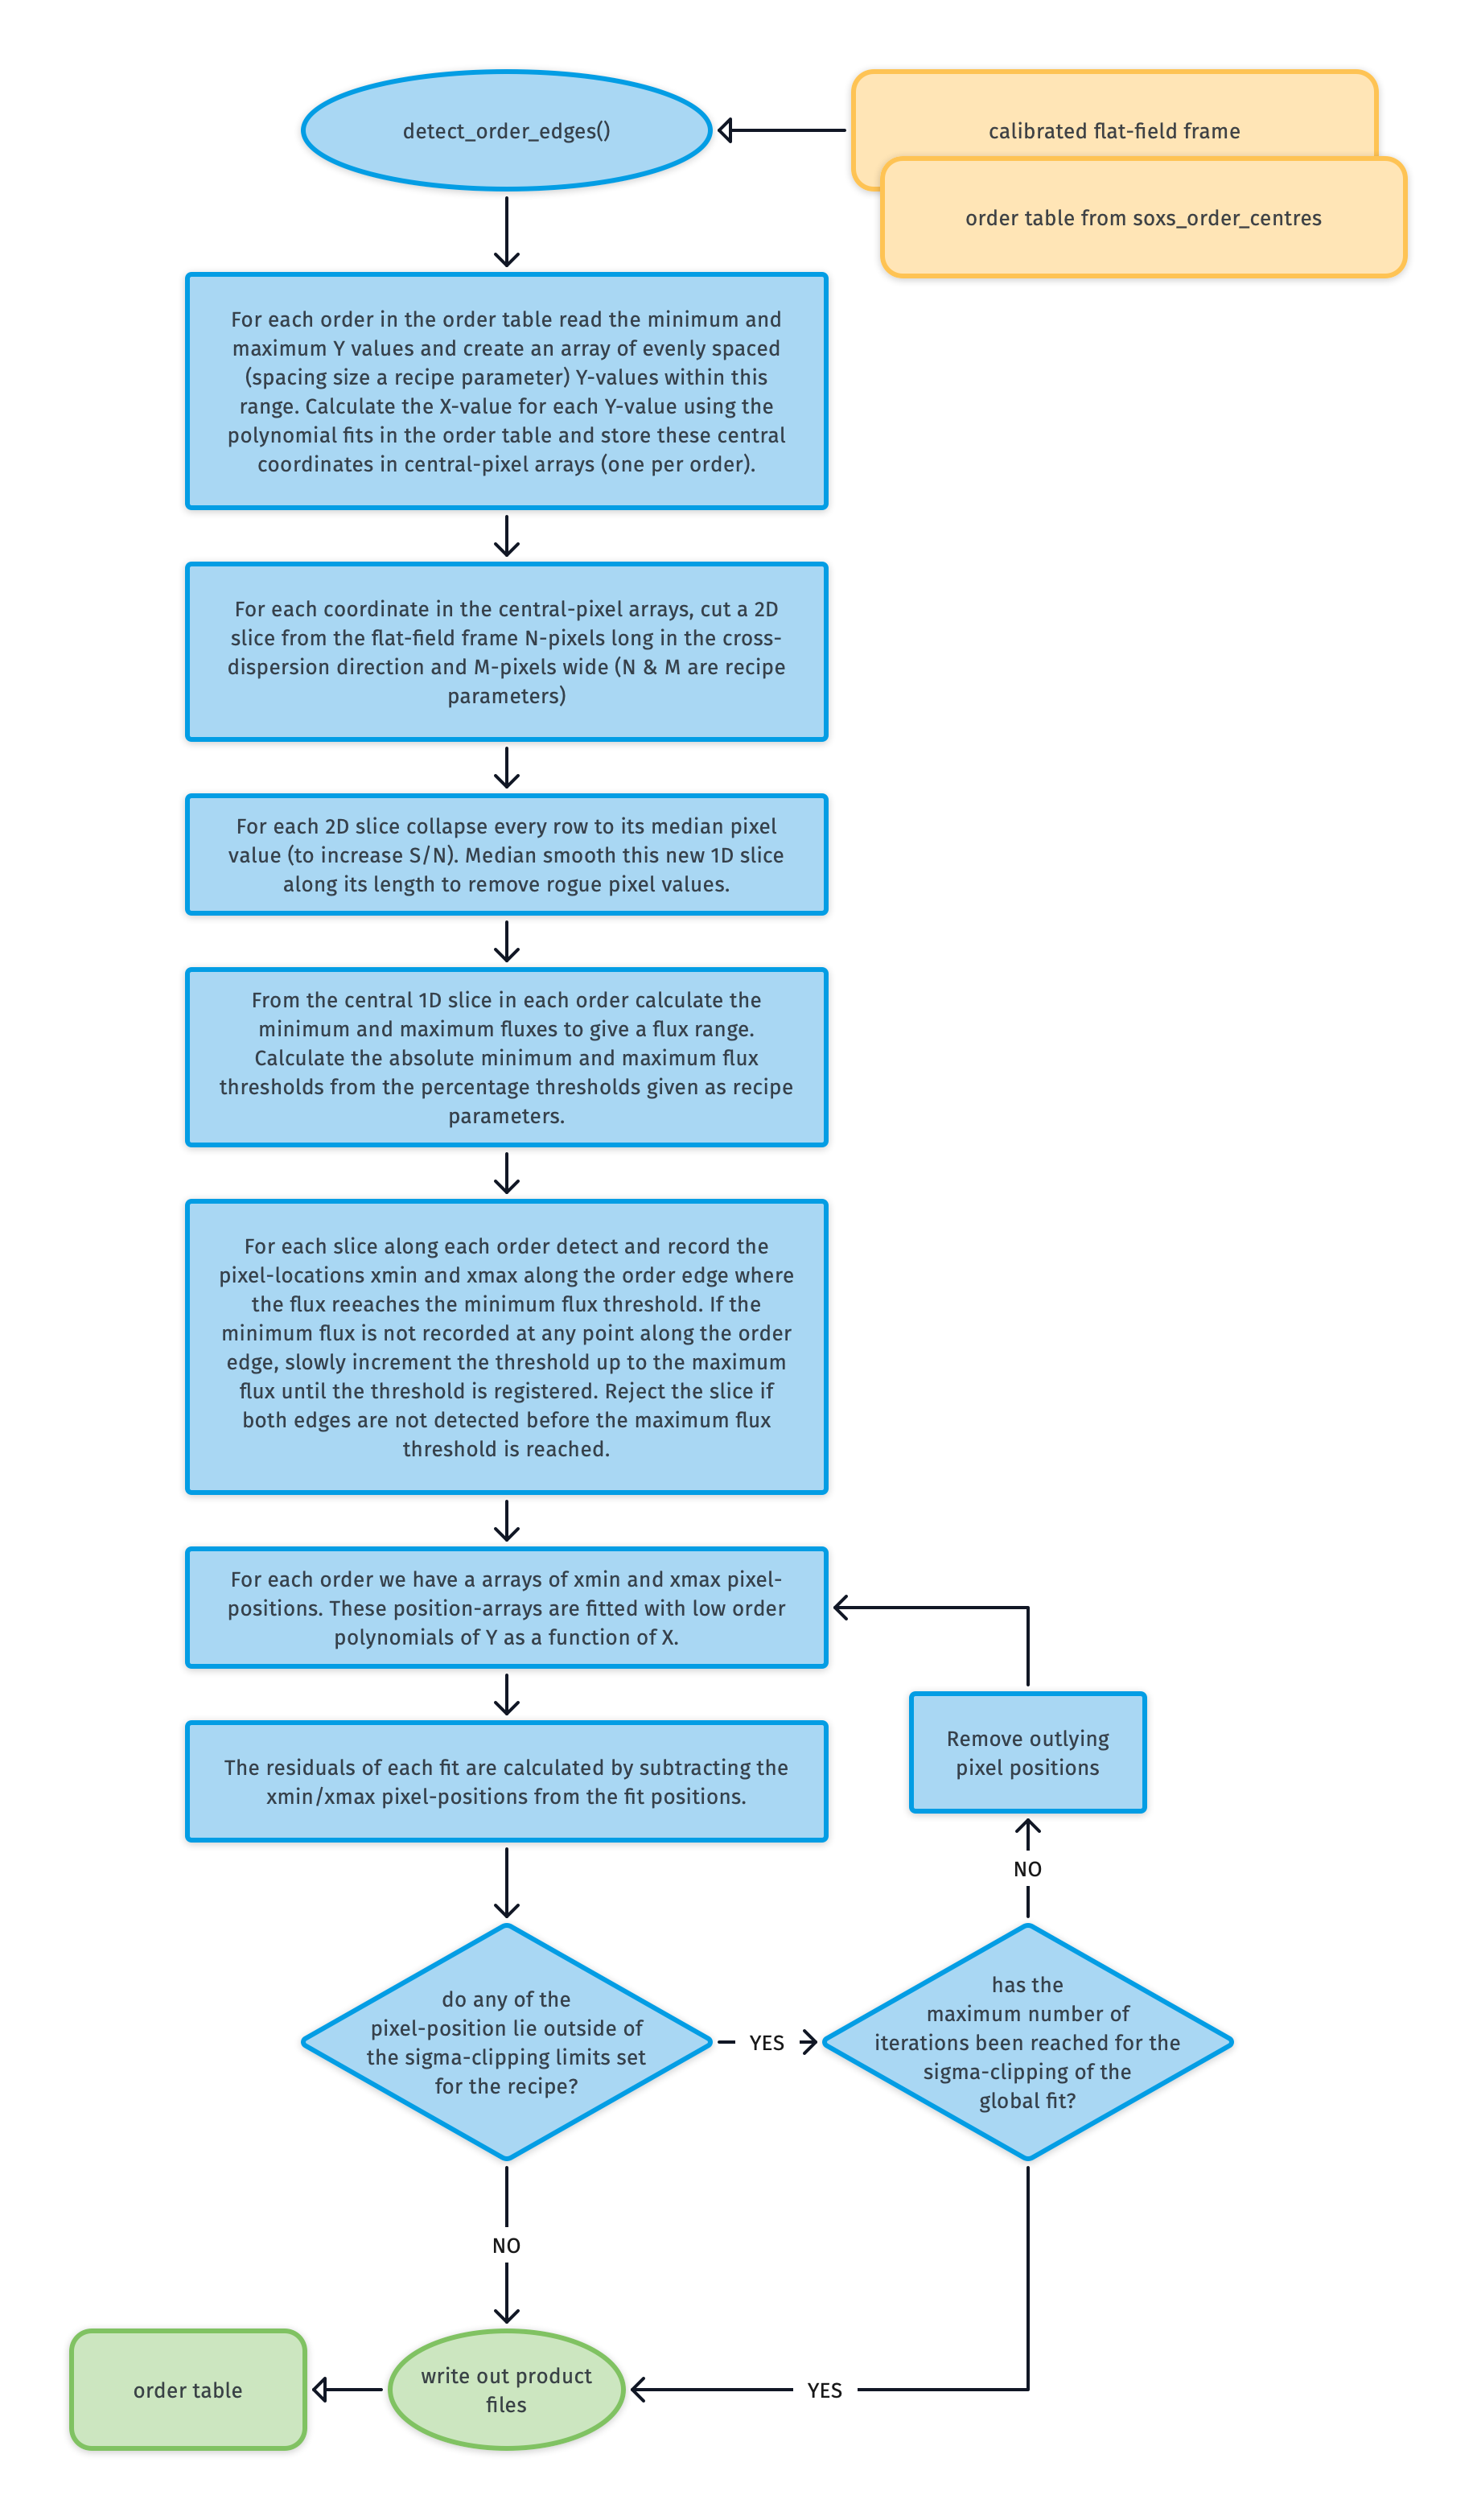 detect_order_edges()
calibrated flat-field frame
order table from soxs_order_centres
For each order in the order table read the minimum and
maximum Y values and create an array of evenly spaced
(spacing size a recipe parameter) Y-values within this
range. Calculate the X-value for each Y-value using the
polynomial fits in the order table and store these central
coordinates in central-pixel arrays (one per order).
For each coordinate in the central-pixel arrays, cut a 2D
slice from the flat-field frame N-pixels long in the cross-
dispersion direction and M-pixels wide (N & M are recipe
parameters)
For each 2D slice collapse every row to its median pixel
value (to increase S/N). Median smooth this new 1D slice
along its length to remove rogue pixel values.
From the central 1D slice in each order calculate the
minimum and maximum fluxes to give a flux range.
Calculate the absolute minimum and maximum flux
thresholds from the percentage thresholds given as recipe
parameters.
For each slice along each order detect and record the
pixel-locations xmin and xmax along the order edge where
the flux reeaches the minimum flux threshold. If the
minimum flux is not recorded at any point along the order
edge, slowly increment the threshold up to the maximum
flux until the threshold is registered. Reject the slice if
both edges are not detected before the maximum flux
threshold is reached.
For each order we have a arrays of xmin and xmax pixel-
positions. These position-arrays are fitted with low order
polynomials of Y as a function of X.
The residuals of each fit are calculated by subtracting the
xmin/xmax pixel-positions from the fit positions.
Remove outlying
pixel positions
NO
do any of the
pixel-position lie outside of
the sigma-clipping limits set
for the recipe?
YES
has the
maximum number of
iterations been reached for the
sigma-clipping of the
global fit?
NO
order table
write out product
files
YES